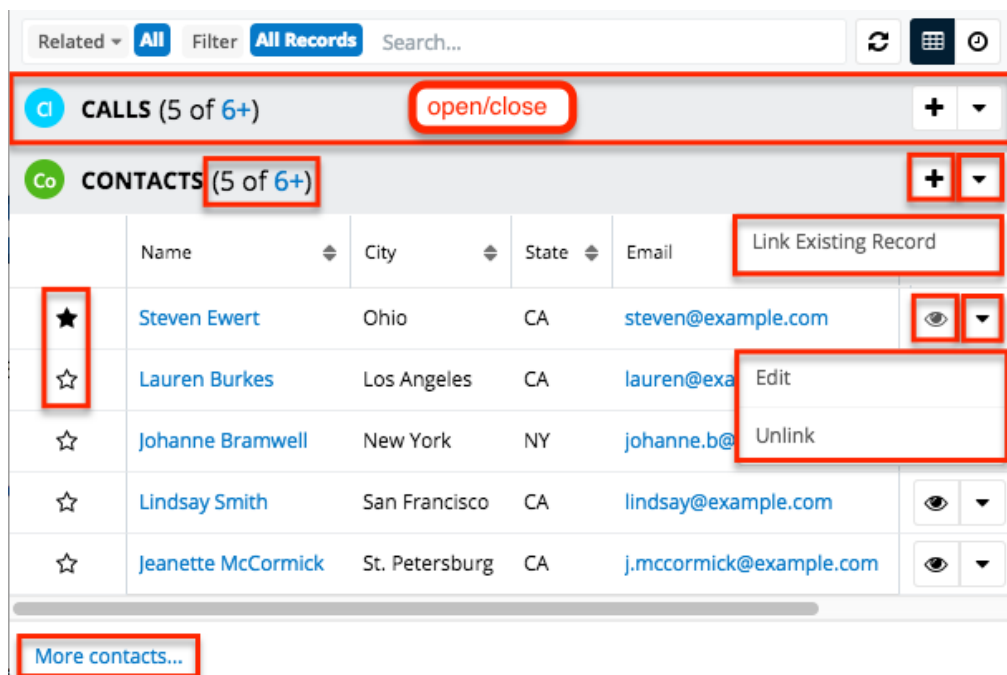 Related All Filter All Records Search...
Cl CALLS (5 of 6+) open/close
Co CONTACTS (5 of 6+)
Name City State Email Link Existing Record
Steven Ewert Ohio CA steven@example.com
Lauren Burkes Los Angeles CA lauren@exa Edit
Johanne Bramwell New York NY johanne.b@ Unlink
Lindsay Smith San Francisco CA lindsay@example.com
Jeanette McCormick St. Petersburg CA j.mccormick@example.com
More contacts...